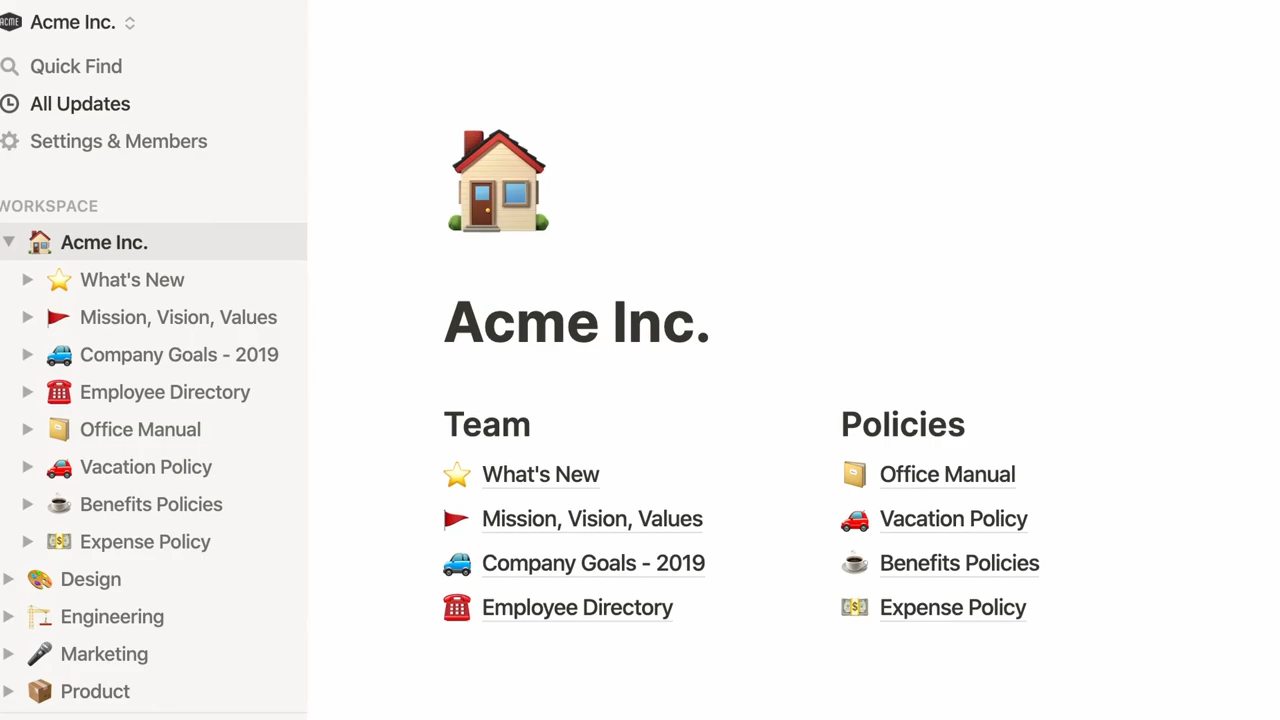 ACME Acme Inc.
Quick Find
All Updates
Settings & Members
WORKSPACE
Acme Inc.
What's New
Mission, Vision, Values
Company Goals - 2019
Employee Directory
Office Manual
Vacation Policy
Benefits Policies
Expense Policy
Design
Engineering
Marketing
Product
Acme Inc.
Team
What's New
Mission, Vision, Values
Company Goals - 2019
Employee Directory
Policies
Office Manual
Vacation Policy
Benefits Policies
Expense Policy